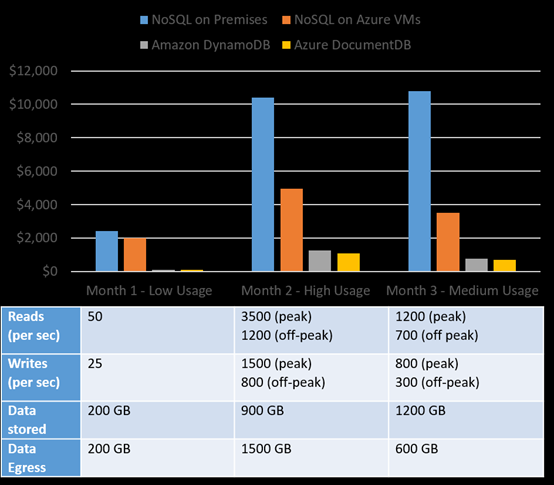 NoSQL on Premises NoSQL on Azure VMs
Amazon DynamoDB Azure DocumentDB
$12,000
$10,000
$8,000
$6,000
$4,000
$2,000
$0
Month 1 - Low Usage Month 2 - High Usage Month 3 - Medium Usage
Reads 50 3500 (peak) 1200 (peak)
(per sec) 1200 (off-peak) 700 (off peak)
Writes 25 1500 (peak) 800 (peak)
(per sec) 800 (off-peak) 300 (off-peak)
Data 200 GB 900 GB 1200 GB
stored
Data 200 GB 1500 GB 600 GB
Egress